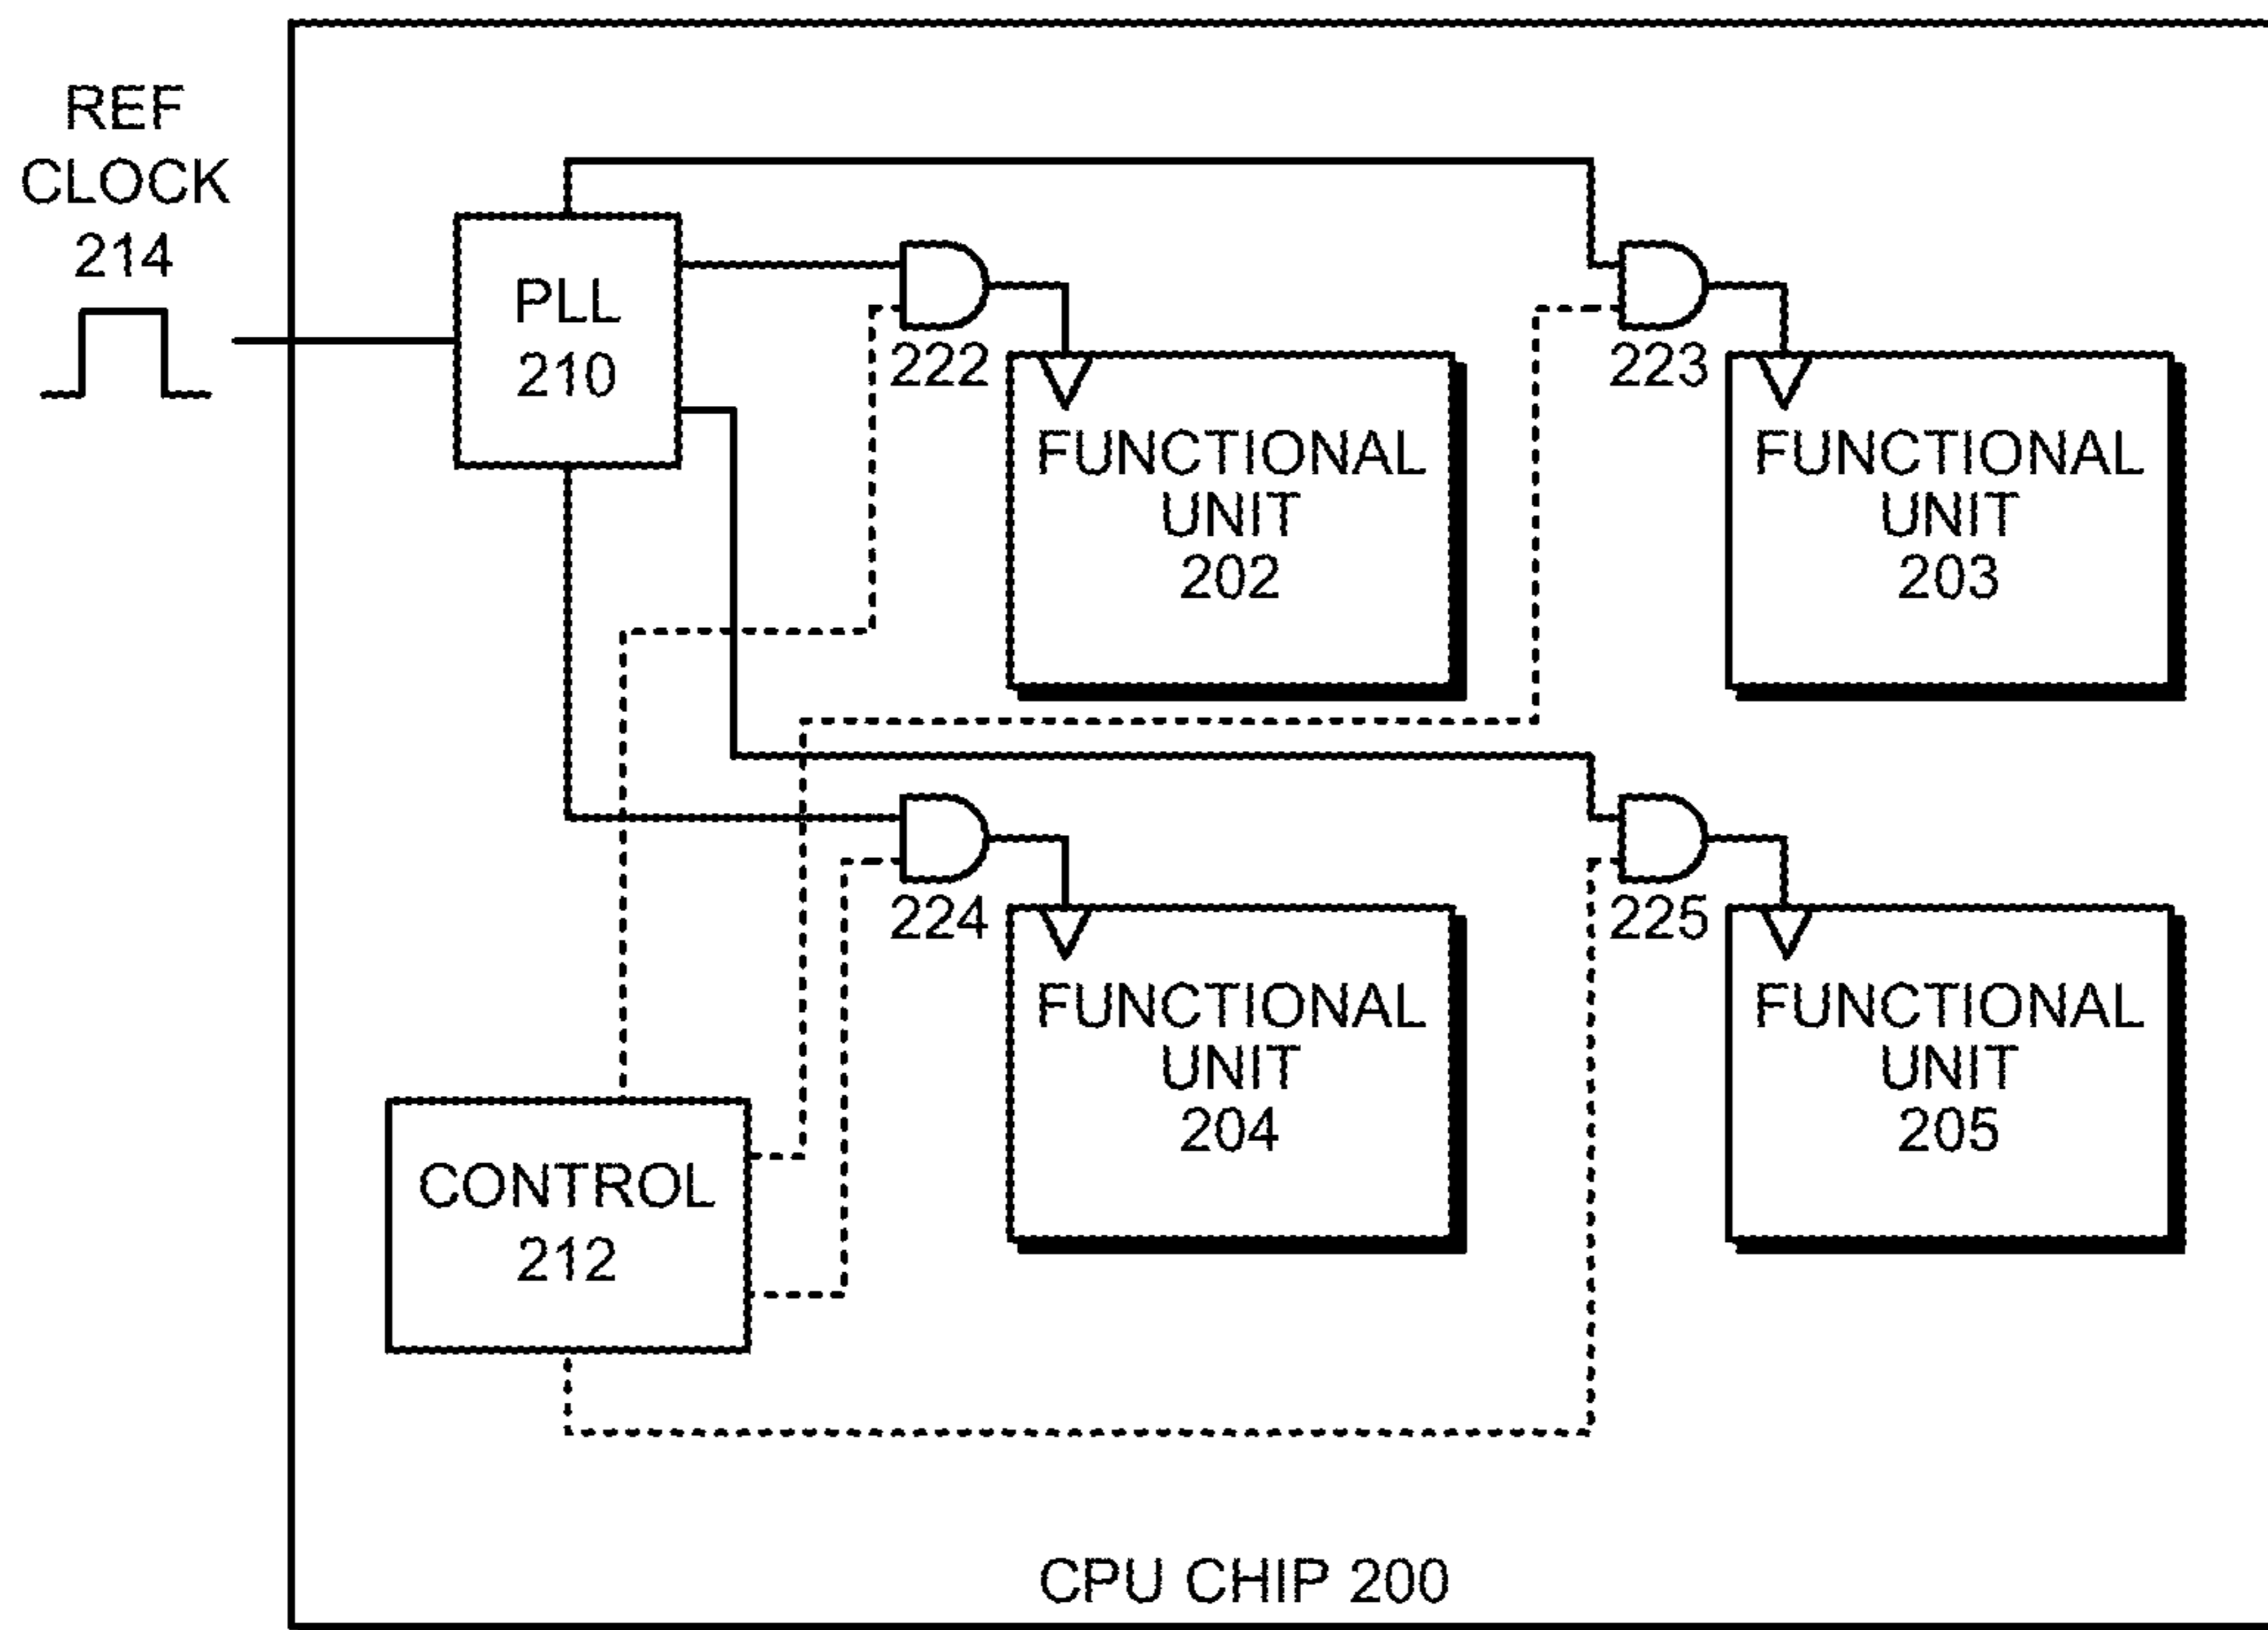 REF
CLOCK
214
PLL
210
222
223
FUNCTIONAL
UNIT
202
FUNCTIONAL
UNIT
203
224
225
FUNCTIONAL
UNIT
204
FUNCTIONAL
UNIT
205
CONTROL
212
CPU CHIP 200